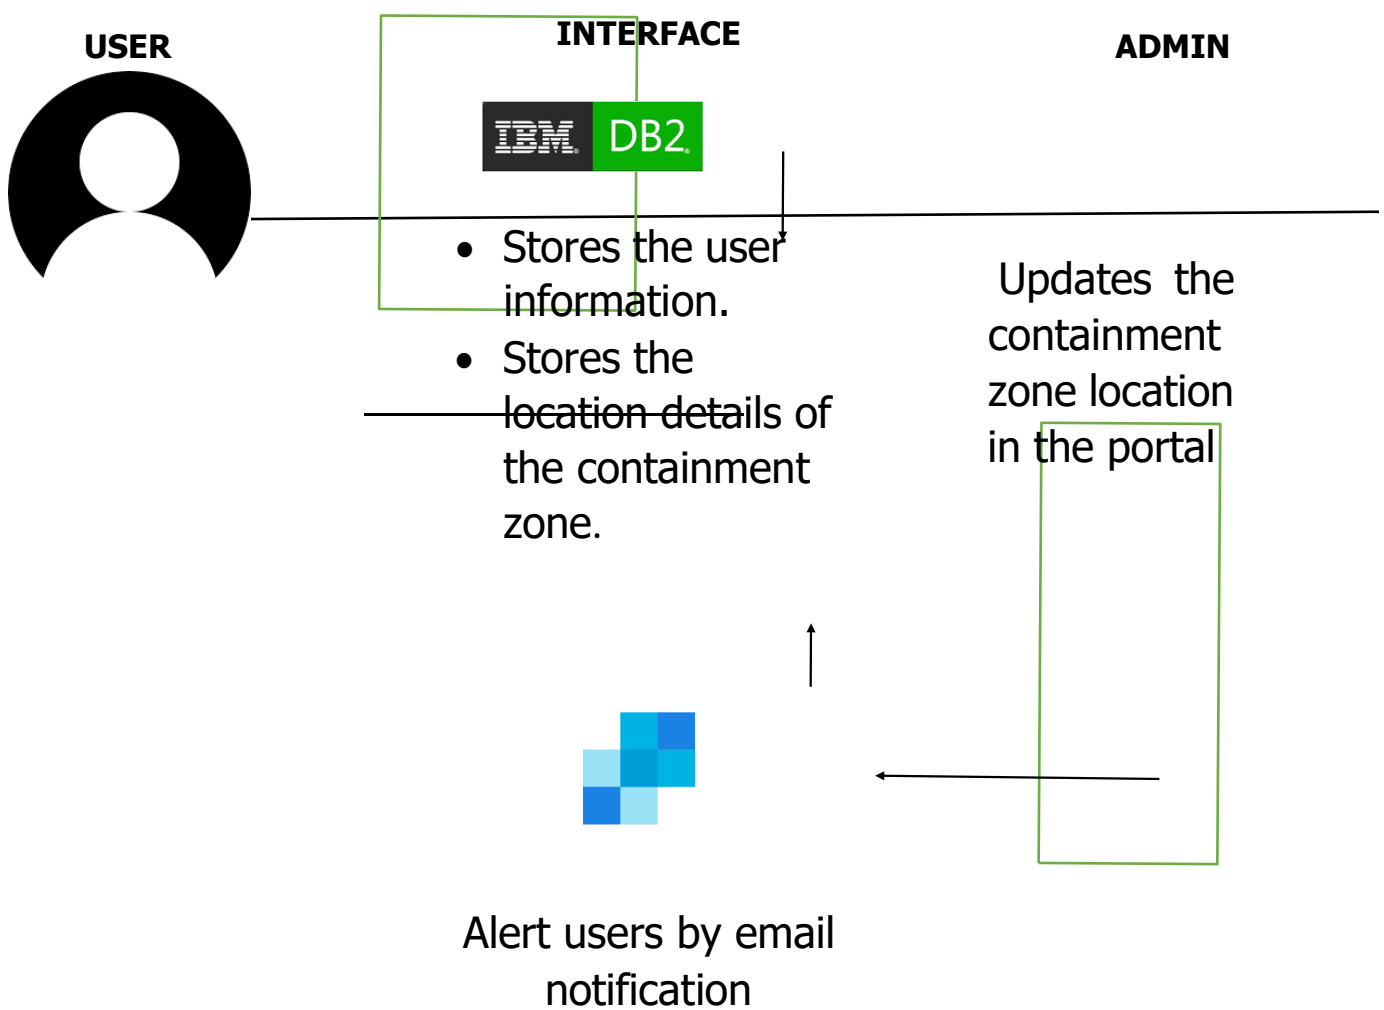 USER
INTERFACE
ADMIN
IBM DB2
• Stores the user
information.
• Stores the
location details of
the containment
zone.
Updates the
containment
zone location
in the portal
Alert users by email
notification